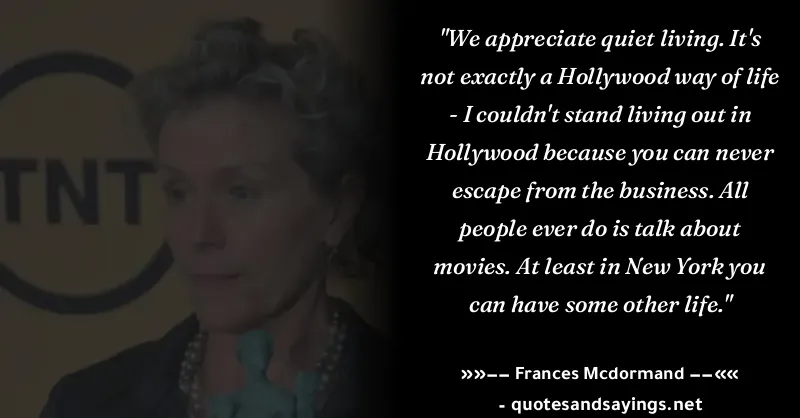 TNT
"We appreciate quiet living. It's
not exactly a Hollywood way of life
- I couldn't stand living out in
Hollywood because you can never
escape from the business. All
people ever do is talk about
movies. At least in New York you
can have some other life."
»»–– Frances Mcdormand ––««
- quotesandsayings.net